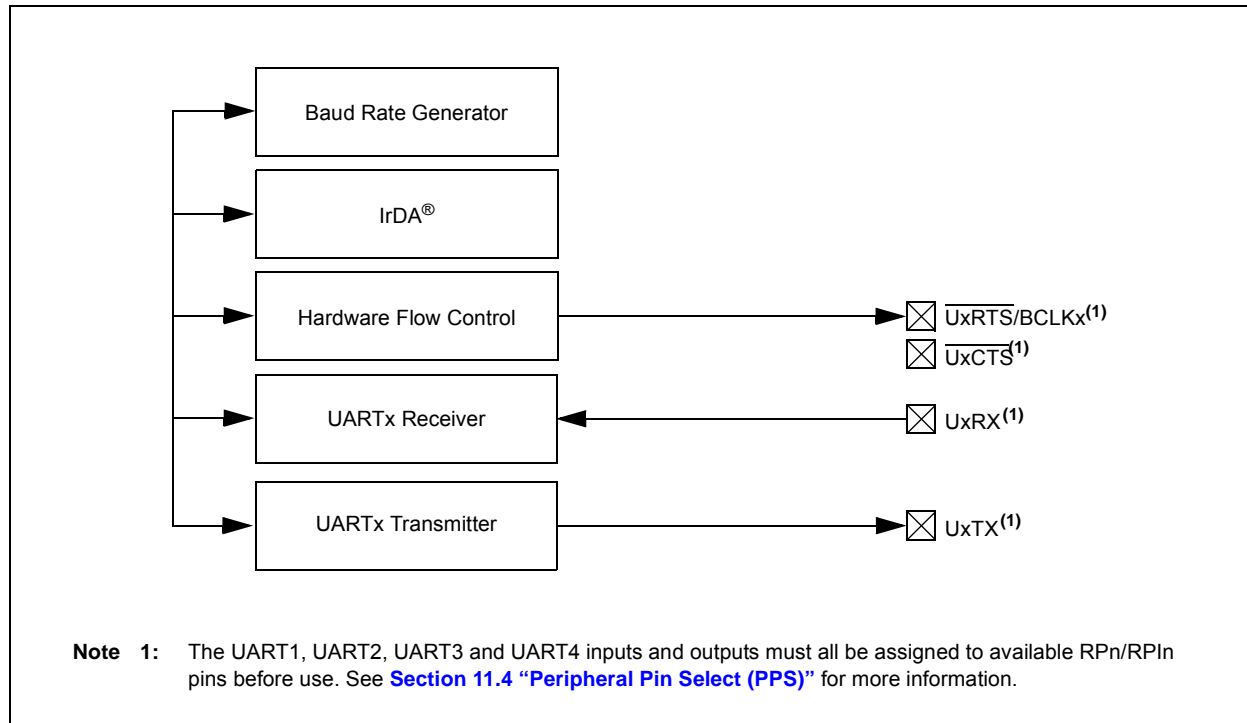 Baud Rate Generator
IrDA®
Hardware Flow Control
UxRTS/BCLKx(1)
UxCTS(1)
UARTx Receiver
UxRX(1)
UARTx Transmitter
UxTX(1)
Note 1: The UART1, UART2, UART3 and UART4 inputs and outputs must all be assigned to available RPn/RPIn
pins before use. See Section 11.4 “Peripheral Pin Select (PPS)” for more information.